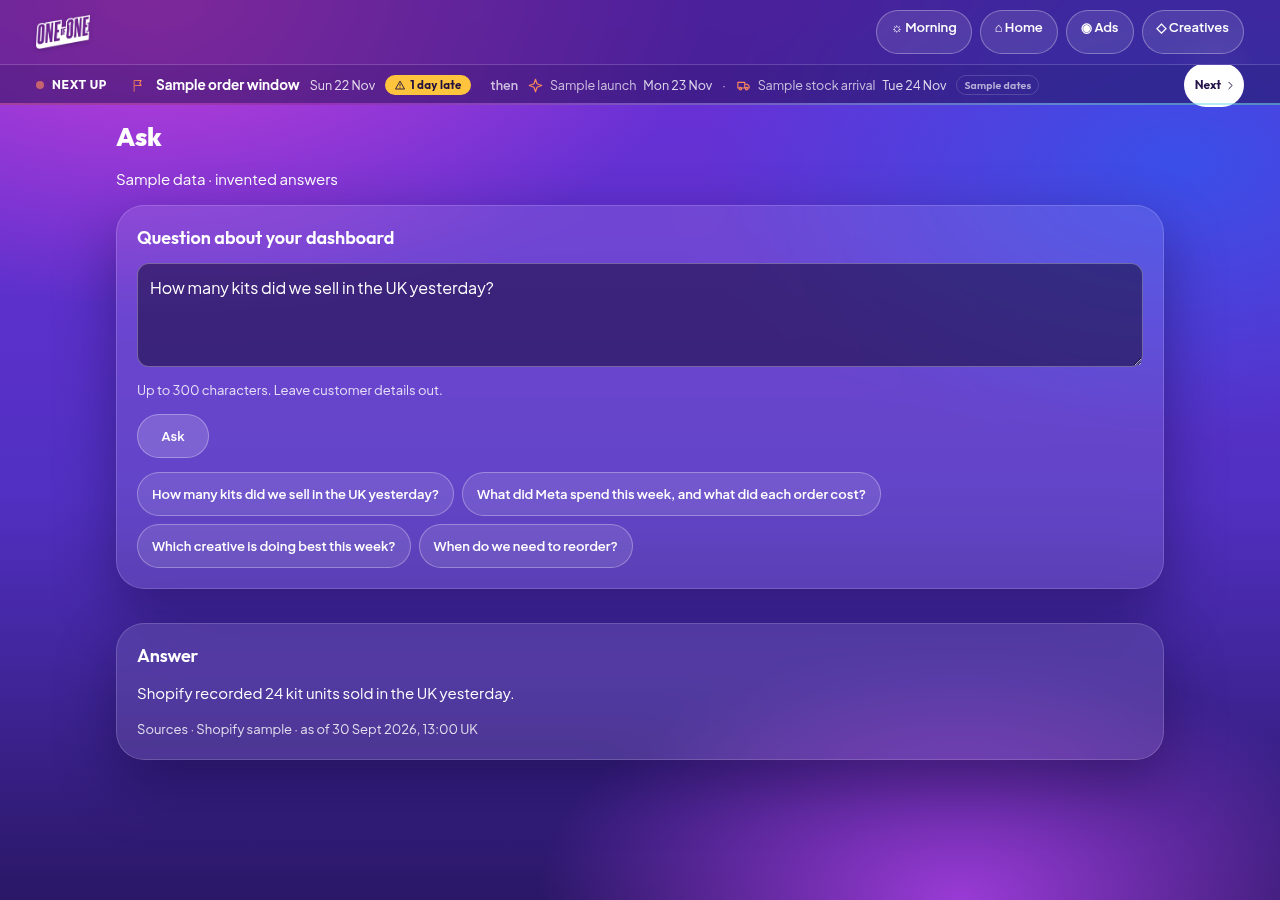 ONE OF ONE
☼ Morning
⌂ Home
◉ Ads
◇ Creatives
NEXT UP Sample order window Sun 22 Nov 1 day late then Sample launch Mon 23 Nov · Sample stock arrival Tue 24 Nov Sample dates Next
Ask
Sample data · invented answers
Question about your dashboard
How many kits did we sell in the UK yesterday?
Up to 300 characters. Leave customer details out.
Ask
How many kits did we sell in the UK yesterday?
What did Meta spend this week, and what did each order cost?
Which creative is doing best this week?
When do we need to reorder?
Answer
Shopify recorded 24 kit units sold in the UK yesterday.
Sources · Shopify sample · as of 30 Sept 2026, 13:00 UK